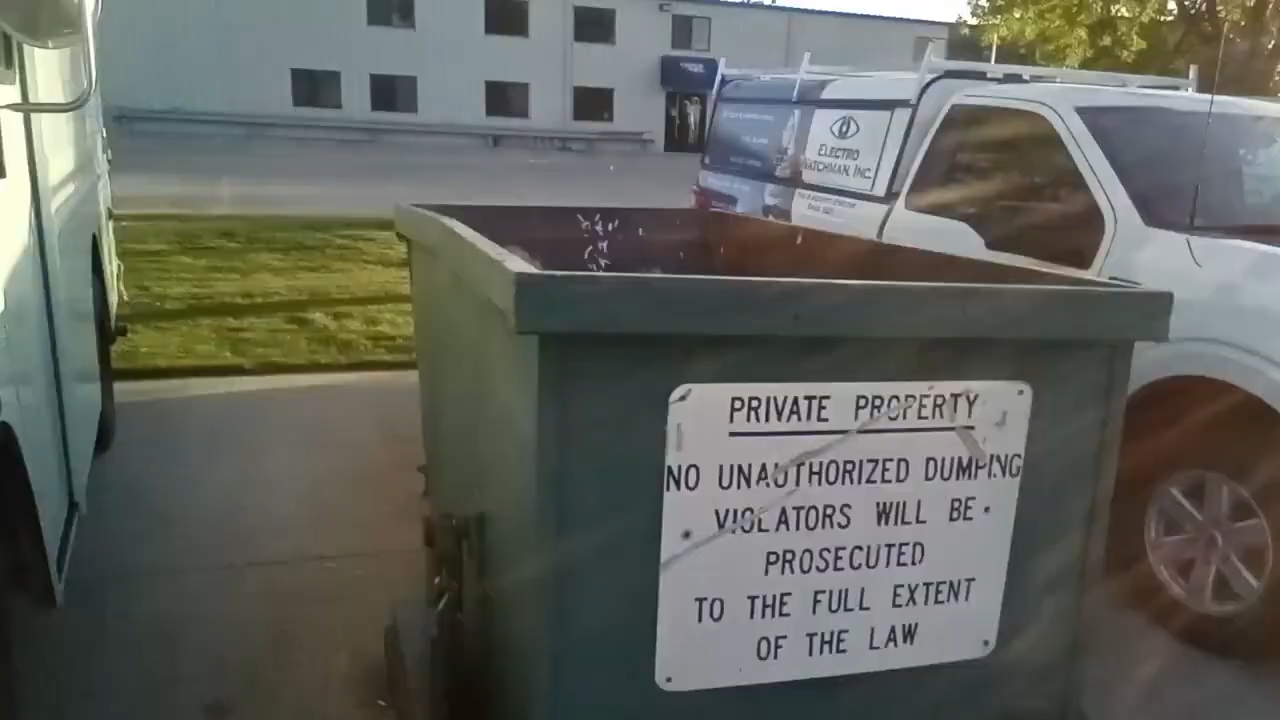 ELECTRO
WATCHMAN, INC.
PRIVATE PROPERTY
NO UNAUTHORIZED DUMPING
VIOLATORS WILL BE
PROSECUTED
TO THE FULL EXTENT
OF THE LAW